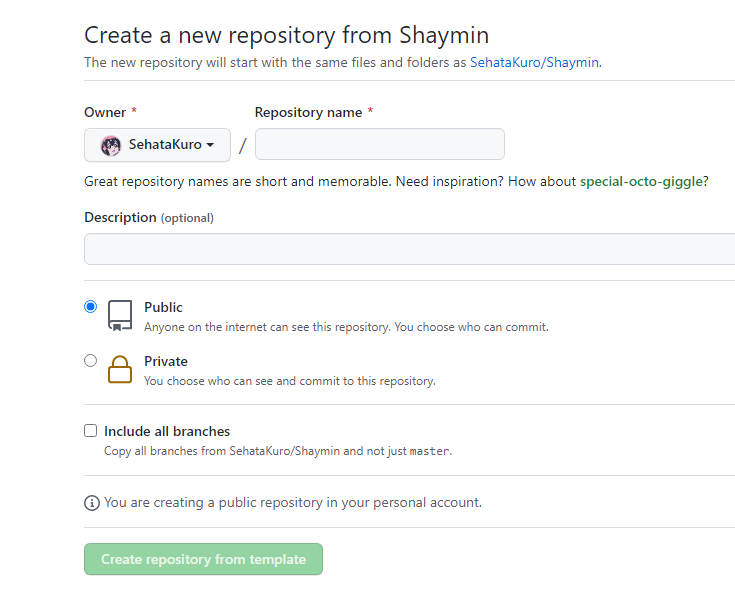 Create a new repository from Shaymin
The new repository will start with the same files and folders as SehataKuro/Shaymin.
Owner * Repository name *
SehataKuro /
Great repository names are short and memorable. Need inspiration? How about special-octo-giggle?
Description (optional)
Public
Anyone on the internet can see this repository. You choose who can commit.
Private
You choose who can see and commit to this repository.
Include all branches
Copy all branches from SehataKuro/Shaymin and not just master.
You are creating a public repository in your personal account.
Create repository from template